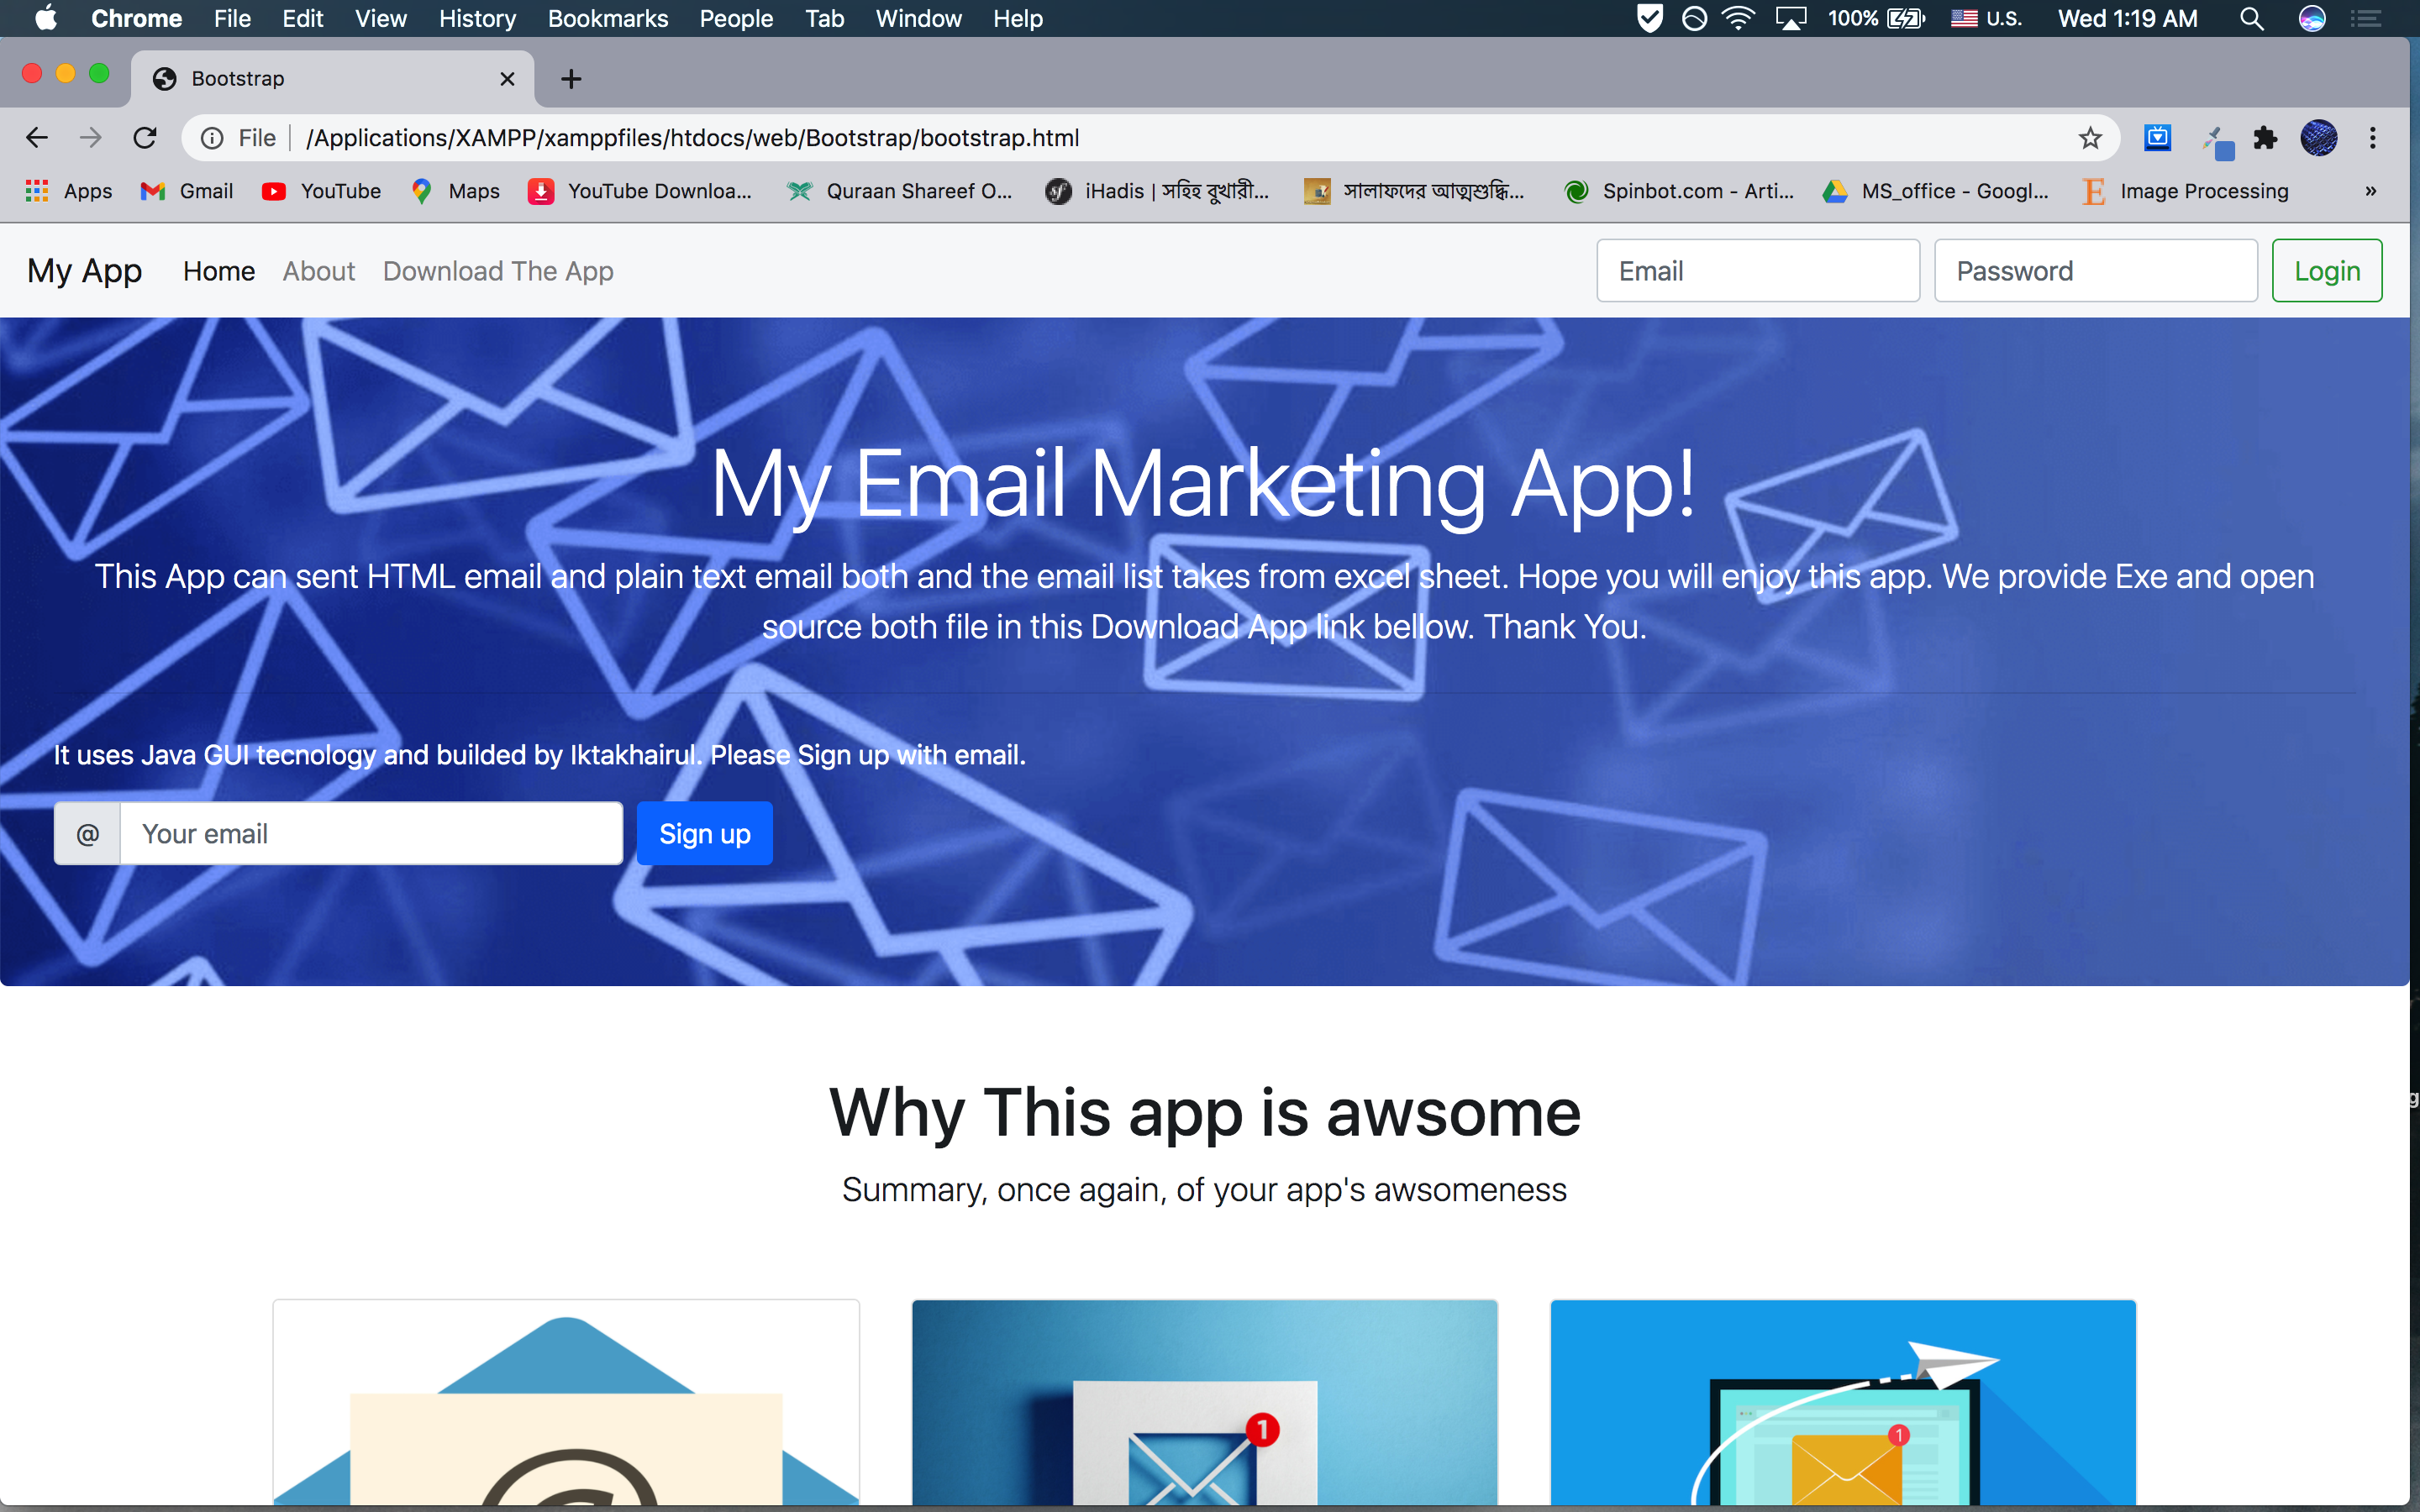 Chrome File Edit View History Bookmarks People Tab Window Help 100% U.S. Wed 1:19 AM
Bootstrap
File /Applications/XAMPP/xamppfiles/htdocs/web/Bootstrap/bootstrap.html
Apps Gmail YouTube Maps YouTube Downloa... Quraan Shareef O... iHadis | সহিহ বুখারী... সালাফদের আত্মশুদ্ধি... Spinbot.com - Arti... MS_office - Googl... Image Processing »
My App Home About Download The App Email Password Login
My Email Marketing App!
This App can sent HTML email and plain text email both and the email list takes from excel sheet. Hope you will enjoy this app. We provide Exe and open
source both file in this Download App link bellow. Thank You.
It uses Java GUI tecnology and builded by Iktakhairul. Please Sign up with email.
@ Your email Sign up
Why This app is awsome
Summary, once again, of your app's awsomeness
1
1